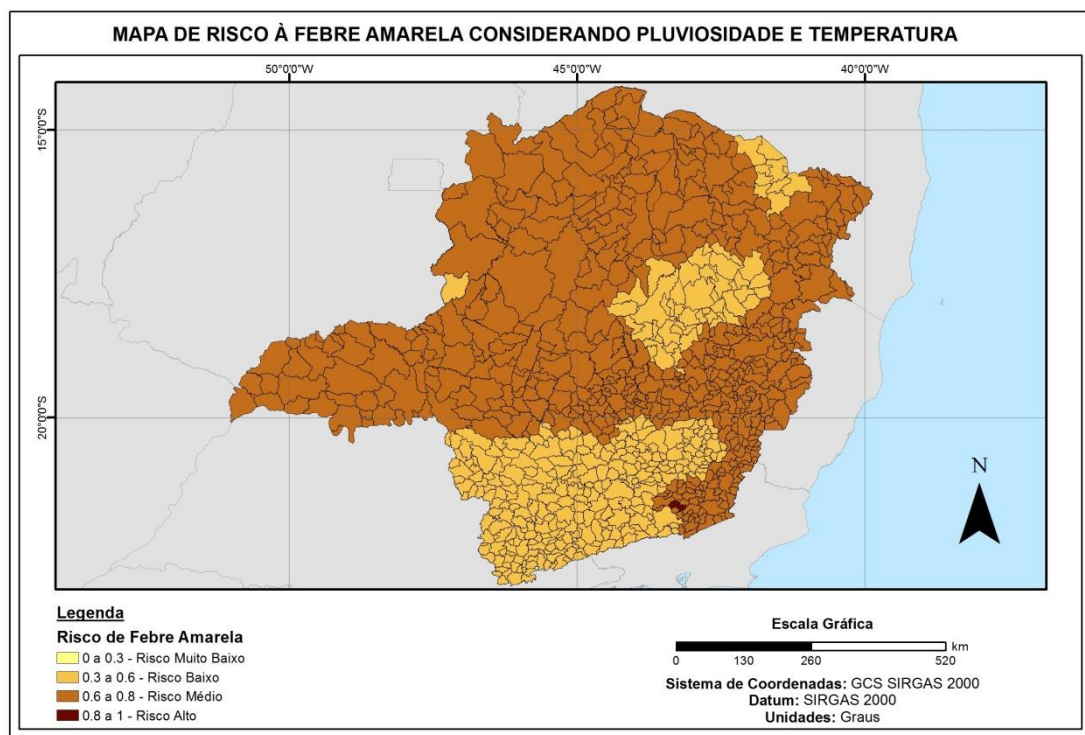 MAPA DE RISCO À FEBRE AMARELA CONSIDERANDO PLUVIOSIDADE E TEMPERATURA
50°0'0"W
45°0'0"W
40°0'0"W
15°0'0"S
20°0'0"S
N
Legenda
Risco de Febre Amarela
0 a 0.3 - Risco Muito Baixo
0.3 a 0.6 - Risco Baixo
0.6 a 0.8 - Risco Médio
0.8 a 1 - Risco Alto
Escala Gráfica
km
0 130 260 520
Sistema de Coordenadas: GCS SIRGAS 2000
Datum: SIRGAS 2000
Unidades: Graus